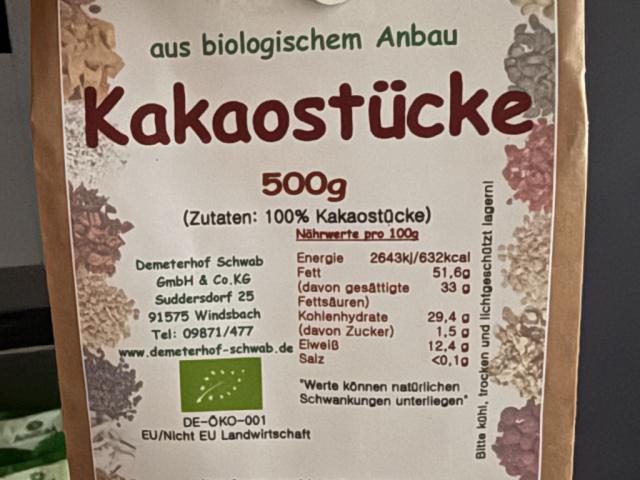 aus biologischem Anbau
Kakaostücke
500g
(Zutaten: 100% Kakaostücke)
Nährwerte pro 100g
Energie 2643kj/632kcal
Fett 51,6g
(davon gesättigte 33 g
Fettsäuren)
Kohlenhydrate 29,4 g
(davon Zucker) 1,5 g
Eiweiß 12,4 g
Salz <0,1g
"Werte können natürlichen
Schwankungen unterliegen"
Demeterhof Schwab
GmbH & Co.KG
Suddersdorf 25
91575 Windsbach
Tel: 09871/477
www.demeterhof-schwab.de
DE-ÖKO-001
EU/Nicht EU Landwirtschaft
Bitte kühl, trocken und lichtgeschützt lagern!